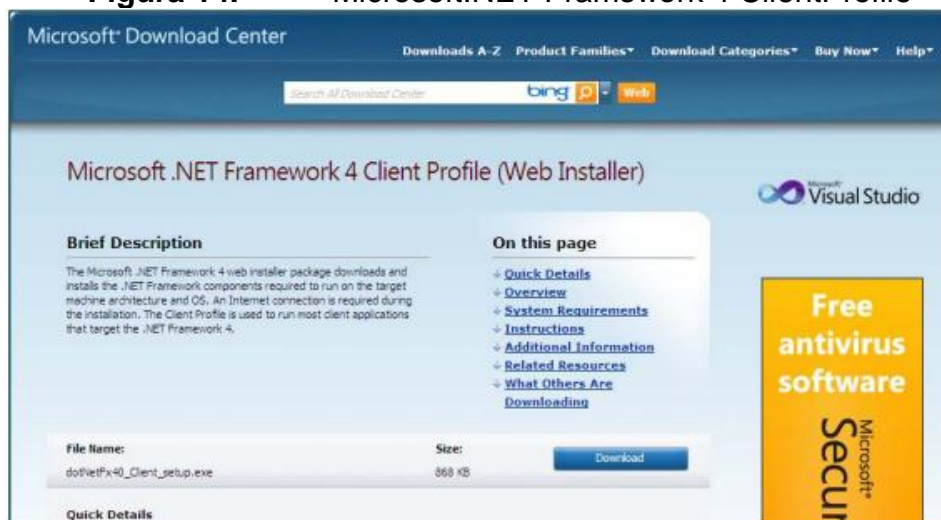 Microsoft.NET Framework 4 ClientProfile
Microsoft® Download Center
Downloads A-Z Product Families Download Categories Buy Now Help
Search All Download Center bing Web
Microsoft .NET Framework 4 Client Profile (Web Installer)
Microsoft®
Visual Studio
Brief Description
The Microsoft .NET Framework 4 web installer package downloads and
installs the .NET Framework components required to run on the target
machine architecture and OS. An Internet connection is required during
the installation. The Client Profile is used to run most client applications
that target the .NET Framework 4.
On this page
Quick Details
Overview
System Requirements
Instructions
Additional Information
Related Resources
What Others Are
Downloading
Free
antivirus
software
Microsoft®
Secur
File Name:
dotNetFx40_Client_setup.exe
Size:
868 KB
Download
Quick Details